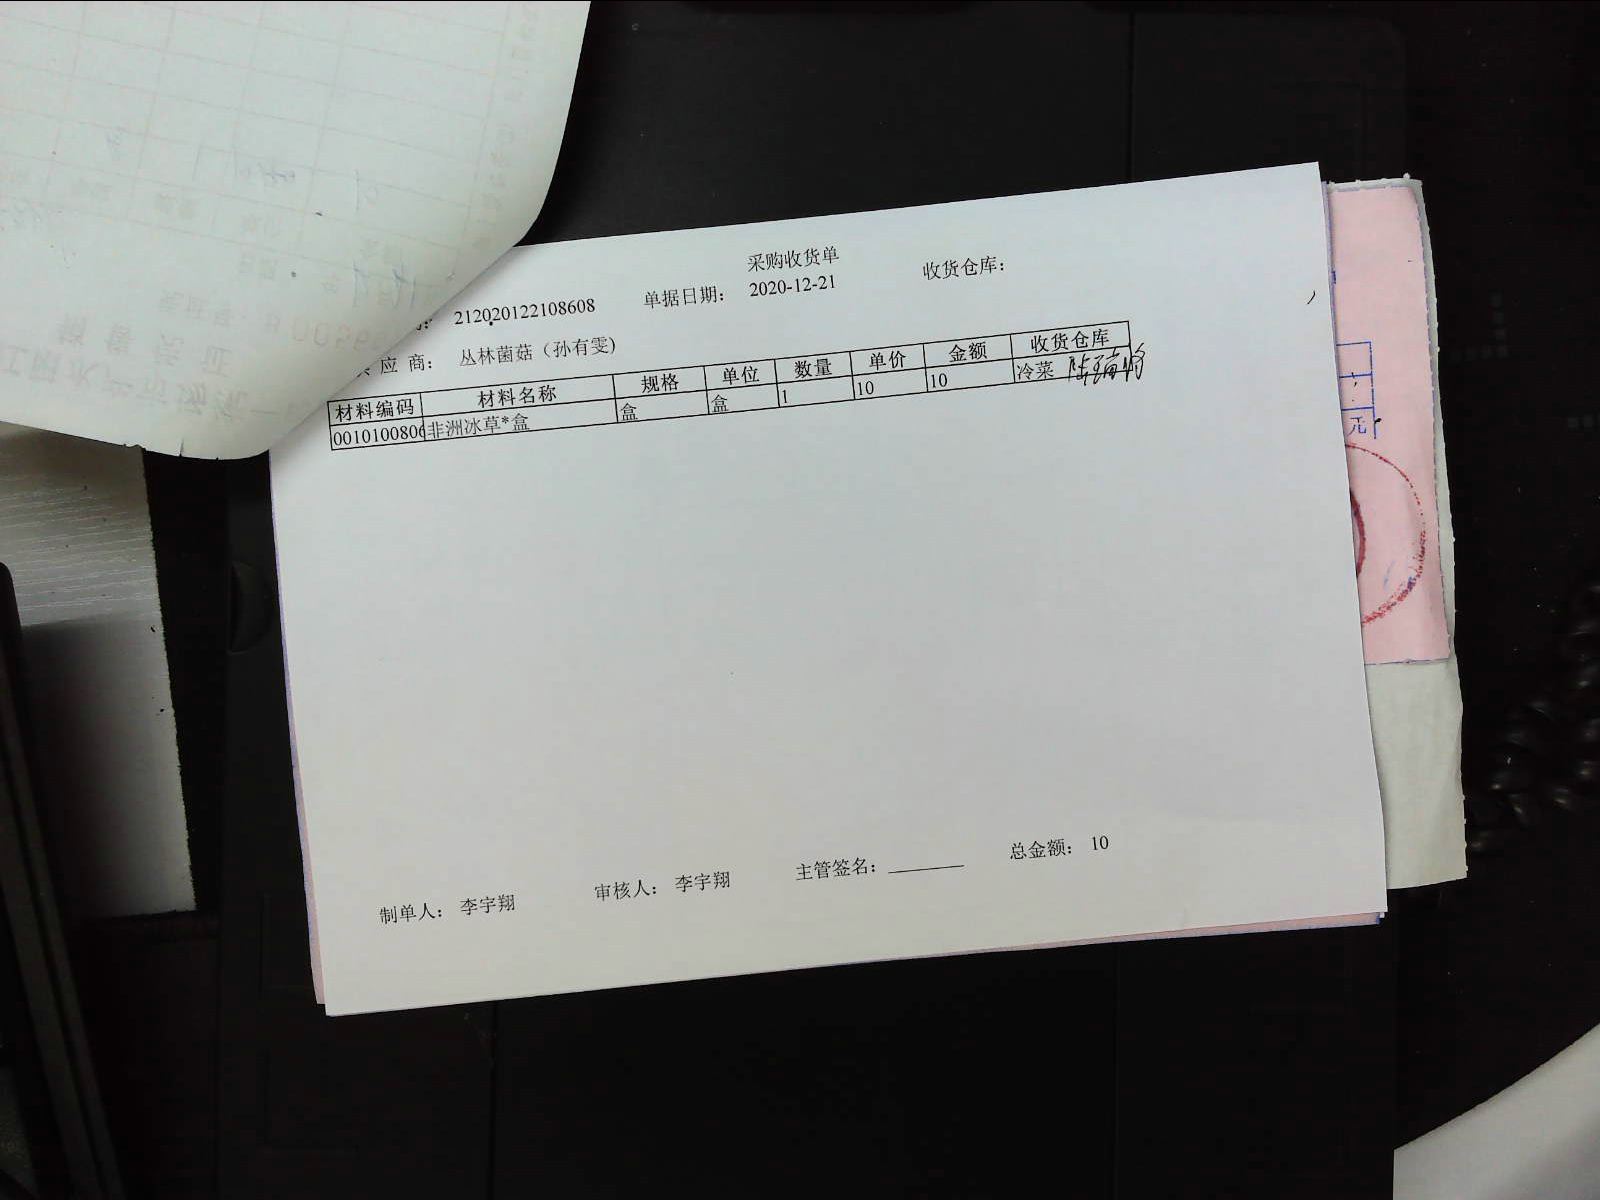 采购收货单
212020122108608 单据日期： 2020-12-21 收货仓库：
应 商： 丛林菌菇（孙有雯)
材料编码 材料名称 规格 单位 数量 单价 金额 收货仓库
0010100806 非洲冰草*盒 盒 盒 1 10 10 冷菜
元
制单人： 李宇翔 审核人： 李宇翔 主管签名： 总金额： 10